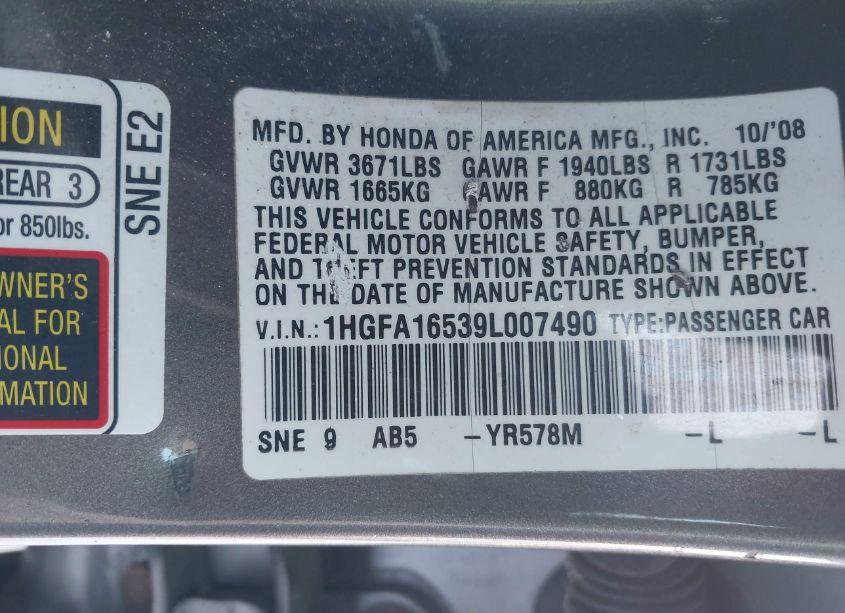 ION
REAR 3
or 850lbs.
WNER'S
AL FOR
IONAL
RMATION
SNE E2
MFD. BY HONDA OF AMERICA MFG., INC. 10/'08
GVWR 3671LBS GAWR F 1940LBS R 1731LBS
GVWR 1665KG GAWR F 880KG R 785KG
THIS VEHICLE CONFORMS TO ALL APPLICABLE
FEDERAL MOTOR VEHICLE SAFETY, BUMPER,
AND THEFT PREVENTION STANDARDS IN EFFECT
ON THE DATE OF MANUFACTURE SHOWN ABOVE.
V.I.N.: 1HGFA16539L007490 TYPE:PASSENGER CAR
SNE 9 AB5 -YR578M -L -L